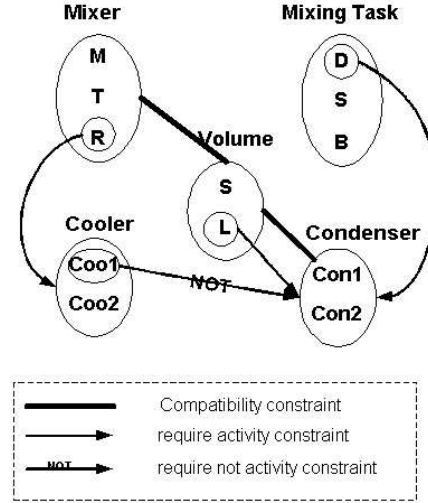 Mixer
Mixing Task
M
T
R
D
S
B
Volume
S
L
Cooler
Coo1
Coo2
NOT
Condenser
Con1
Con2
Compatibility constraint
require activity constraint
NOT
require not activity constraint